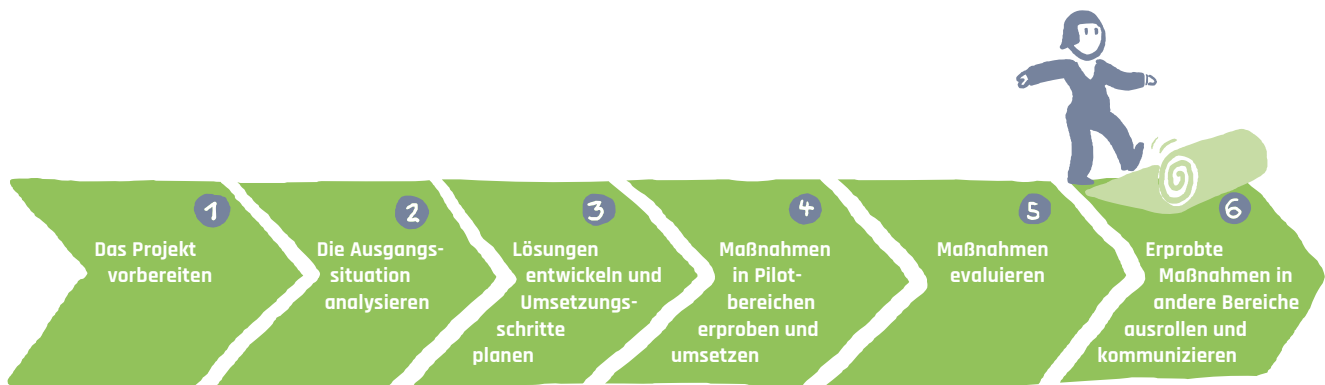 1
Das Projekt
vorbereiten
2
Die Ausgangs-
situation
analysieren
3
Lösungen
entwickeln und
Umsetzungs-
schritte
planen
4
Maßnahmen
in Pilot-
bereichen
erproben und
umsetzen
5
Maßnahmen
evaluieren
6
Erprobte
Maßnahmen in
andere Bereiche
ausrollen und
kommunizieren